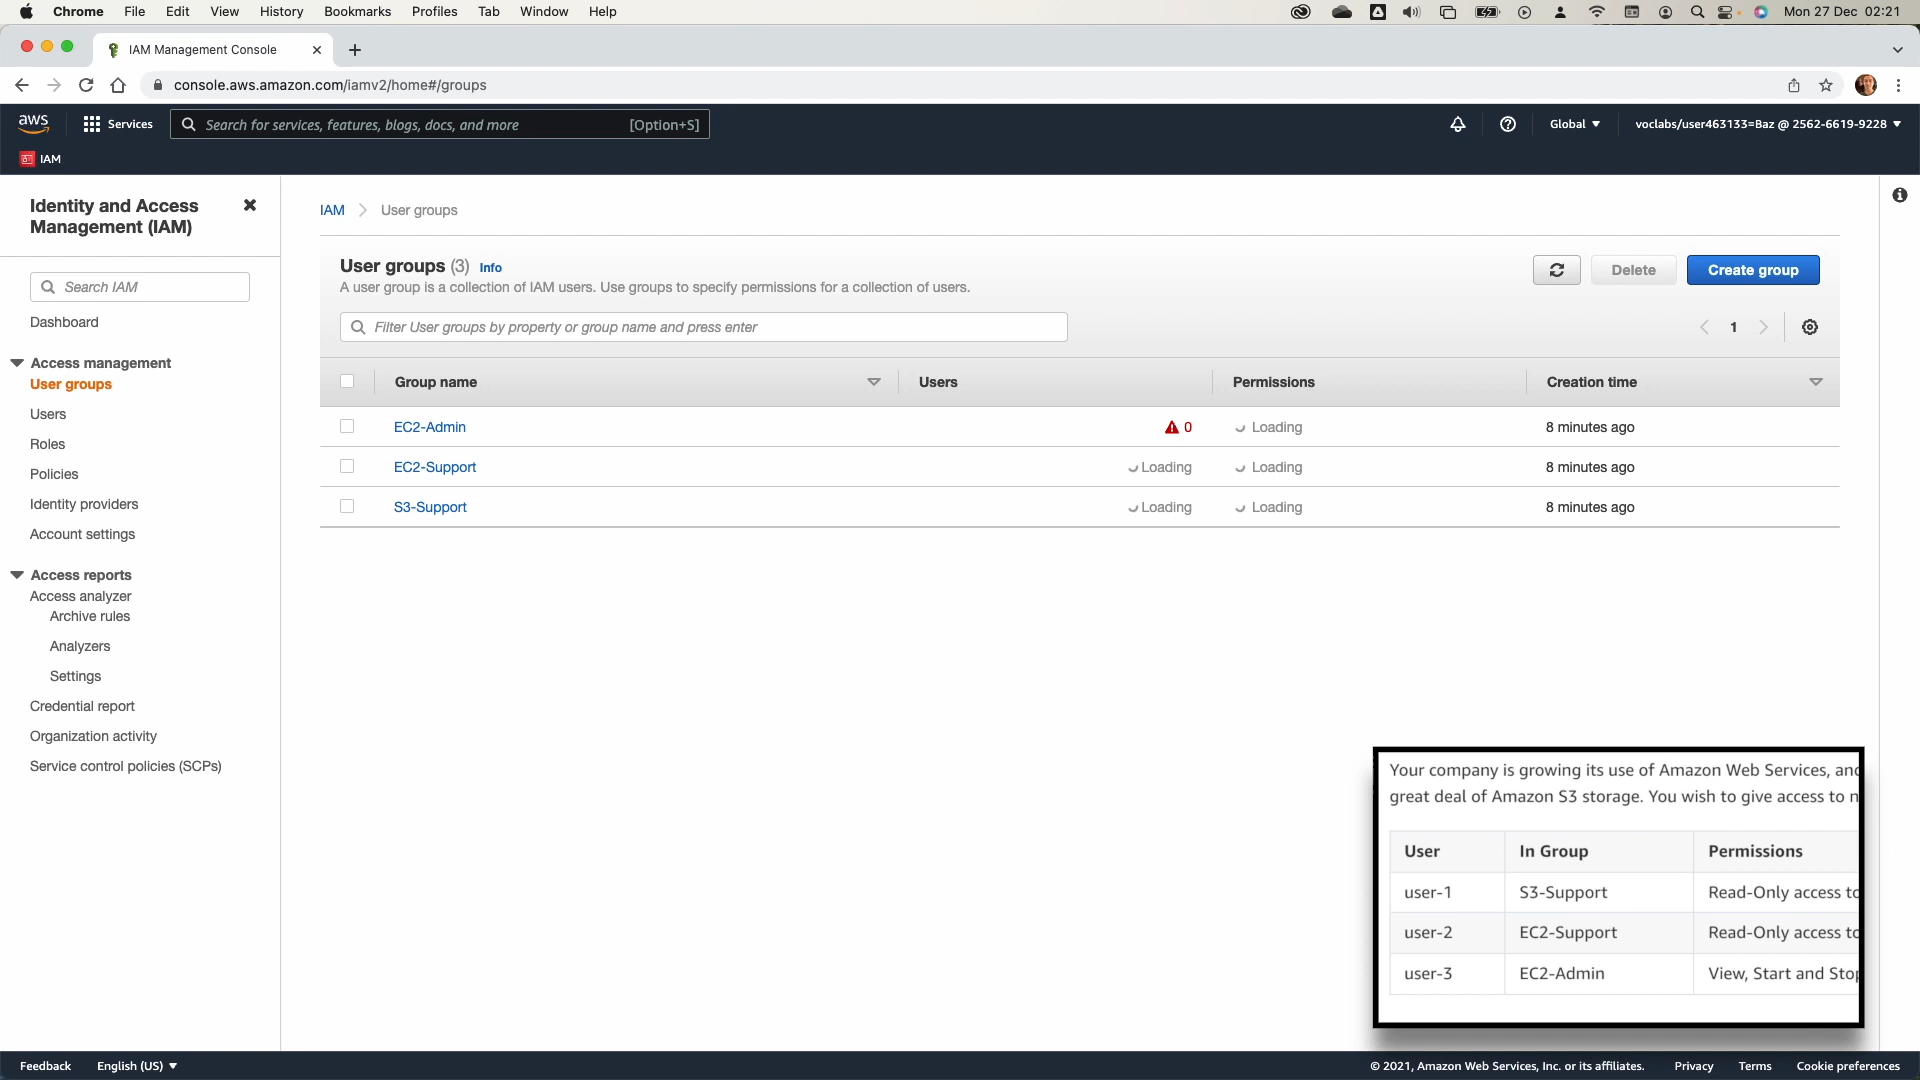 Chrome File Edit View History Bookmarks Profiles Tab Window Help Mon 27 Dec 02:21
IAM Management Console
console.aws.amazon.com/iamv2/home#/groups
aws Services Search for services, features, blogs, docs, and more [Option+S] Global voclabs/user463133=Baz @ 2562-6619-9228
IAM
Identity and Access
Management (IAM)
Search IAM
Dashboard
Access management
User groups
Users
Roles
Policies
Identity providers
Account settings
Access reports
Access analyzer
Archive rules
Analyzers
Settings
Credential report
Organization activity
Service control policies (SCPs)
IAM User groups
User groups (3) Info
A user group is a collection of IAM users. Use groups to specify permissions for a collection of users.
Delete
Create group
Filter User groups by property or group name and press enter
1
Group name Users Permissions Creation time
EC2-Admin 0 Loading 8 minutes ago
EC2-Support Loading Loading 8 minutes ago
S3-Support Loading Loading 8 minutes ago
Your company is growing its use of Amazon Web Services, and
great deal of Amazon S3 storage. You wish to give access to n
User In Group Permissions
user-1 S3-Support Read-Only access to
user-2 EC2-Support Read-Only access to
user-3 EC2-Admin View, Start and Stop
Feedback English (US) © 2021, Amazon Web Services, Inc. or its affiliates. Privacy Terms Cookie preferences